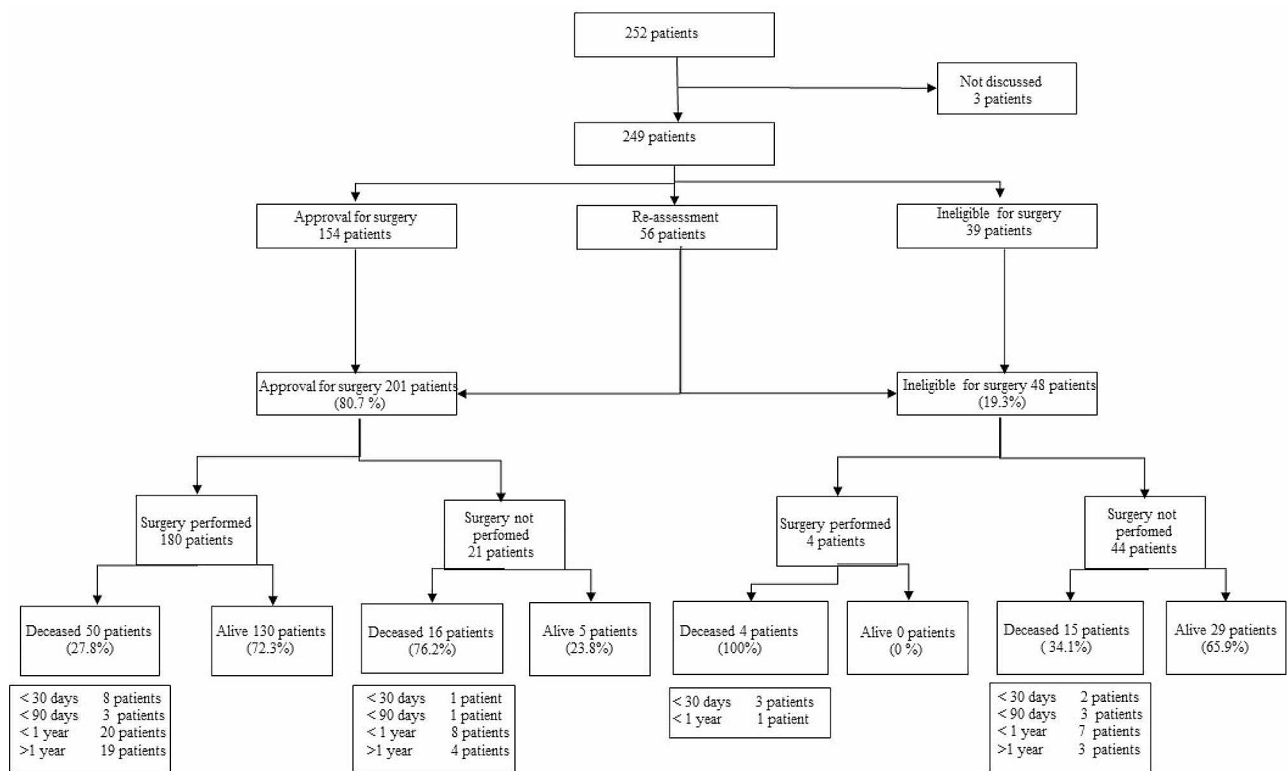 252 patients
Not discussed
3 patients
249 patients
Approval for surgery
154 patients
Re-assessment
56 patients
Ineligible for surgery
39 patients
Approval for surgery 201 patients
(80.7 %)
Ineligible for surgery 48 patients
(19.3%)
Surgery performed
180 patients
Surgery not
perfomed
21 patients
Surgery performed
4 patients
Surgery not
perfomed
44 patients
Deceased 50 patients
(27.8%)
Alive 130 patients
(72.3%)
Deceased 16 patients
(76.2%)
Alive 5 patients
(23.8%)
Deceased 4 patients
(100%)
Alive 0 patients
(0 %)
Deceased 15 patients
( 34.1%)
Alive 29 patients
(65.9%)
< 30 days 8 patients
< 90 days 3 patients
< 1 year 20 patients
>1 year 19 patients
< 30 days 1 patient
< 90 days 1 patient
< 1 year 8 patients
>1 year 4 patients
< 30 days 3 patients
< 1 year 1 patient
< 30 days 2 patients
< 90 days 3 patients
< 1 year 7 patients
>1 year 3 patients